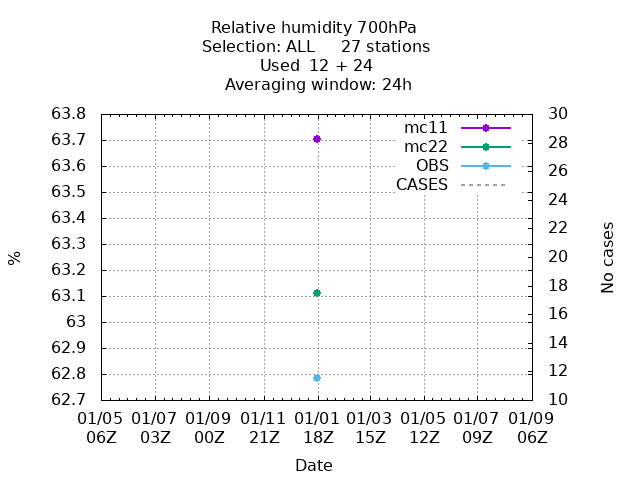 Relative humidity 700hPa
Selection: ALL 27 stations
Used 12 + 24
Averaging window: 24h
63.8
63.7
63.6
63.5
63.4
63.3
63.2
63.1
63
62.9
62.8
62.7
%
30
28
26
24
22
20
18
16
14
12
10
No cases
mc11
mc22
OBS
CASES
01/05 01/07 01/09 01/11 01/01 01/03 01/05 01/07 01/09
06Z 03Z 00Z 21Z 18Z 15Z 12Z 09Z 06Z
Date